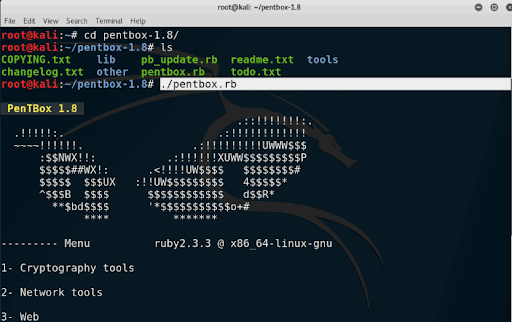 root@kali: ~/pentbox-1.8
File Edit View Search Terminal Help
root@kali:~# cd pentbox-1.8/
root@kali:~/pentbox-1.8# ls
COPYING.txt lib pb_update.rb readme.txt tools
changelog.txt other pentbox.rb todo.txt
root@kali:~/pentbox-1.8# ./pentbox.rb
PenTBox 1.8
.::!!!!!!!:.
.!!!!!:. .:!!!!!!!!!!!!
~~~~!!!!!!. .:!!!!!!!!!UWWW$$$
:$$NWX!!: .:!!!!!!XUWW$$$$$$$$$P
$$$$$##WX!: .<!!!!UW$$$$ $$$$$$$$#
$$$$$ $$$UX :!!UW$$$$$$$$$ 4$$$$$*
^$$$B $$$$ $$$$$$$$$$$$ d$$R*
**$bd$$$$ '*$$$$$$$$$$$o+#
**** *******
--------- Menu ruby2.3.3 @ x86_64-linux-gnu
1- Cryptography tools
2- Network tools
3- Web